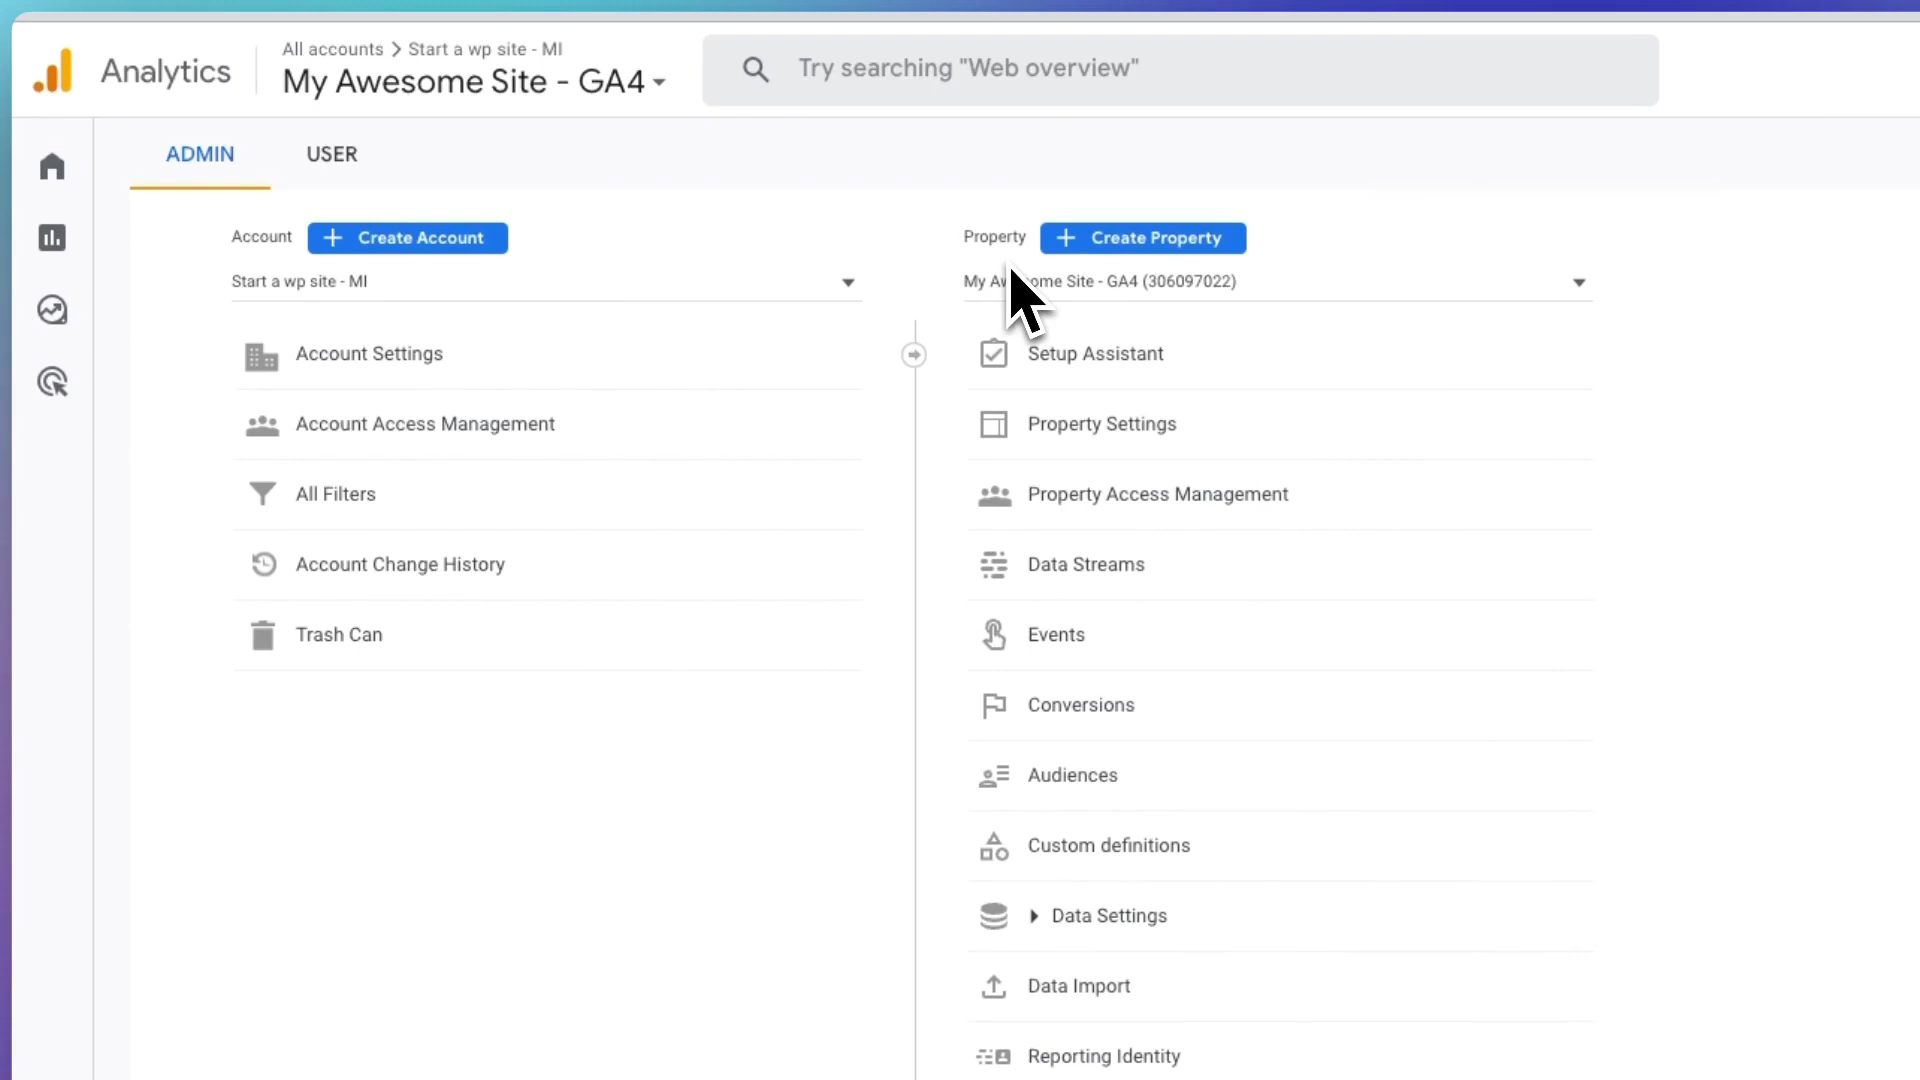 Analytics
All accounts > Start a wp site - MI
My Awesome Site - GA4
Try searching "Web overview"
ADMIN
USER
Account
+ Create Account
Start a wp site - MI
Account Settings
Account Access Management
All Filters
Account Change History
Trash Can
Property
+ Create Property
My Aw ome Site - GA4 (306097022)
Setup Assistant
Property Settings
Property Access Management
Data Streams
Events
Conversions
Audiences
Custom definitions
Data Settings
Data Import
Reporting Identity